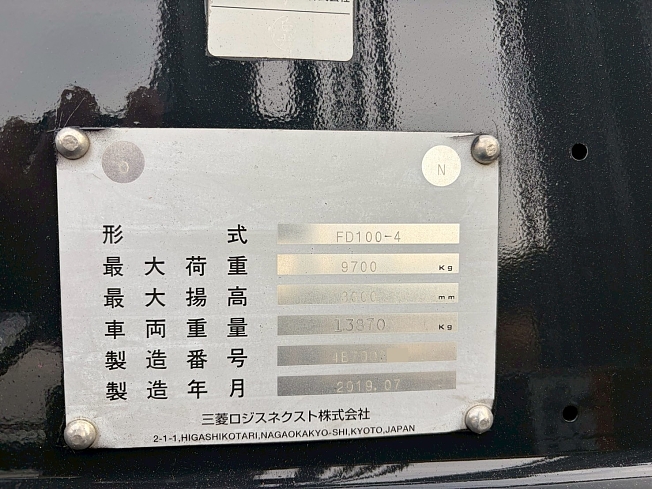 O N
形式 FD100-4
最大荷重 9700 Kg
最大揚高 mm
車両重量 13870 Kg
製造番号
製造年月 2019.07
三菱ロジスネクスト株式会社
2-1-1,HIGASHIKOTARI,NAGAOKAKYO-SHI,KYOTO,JAPAN